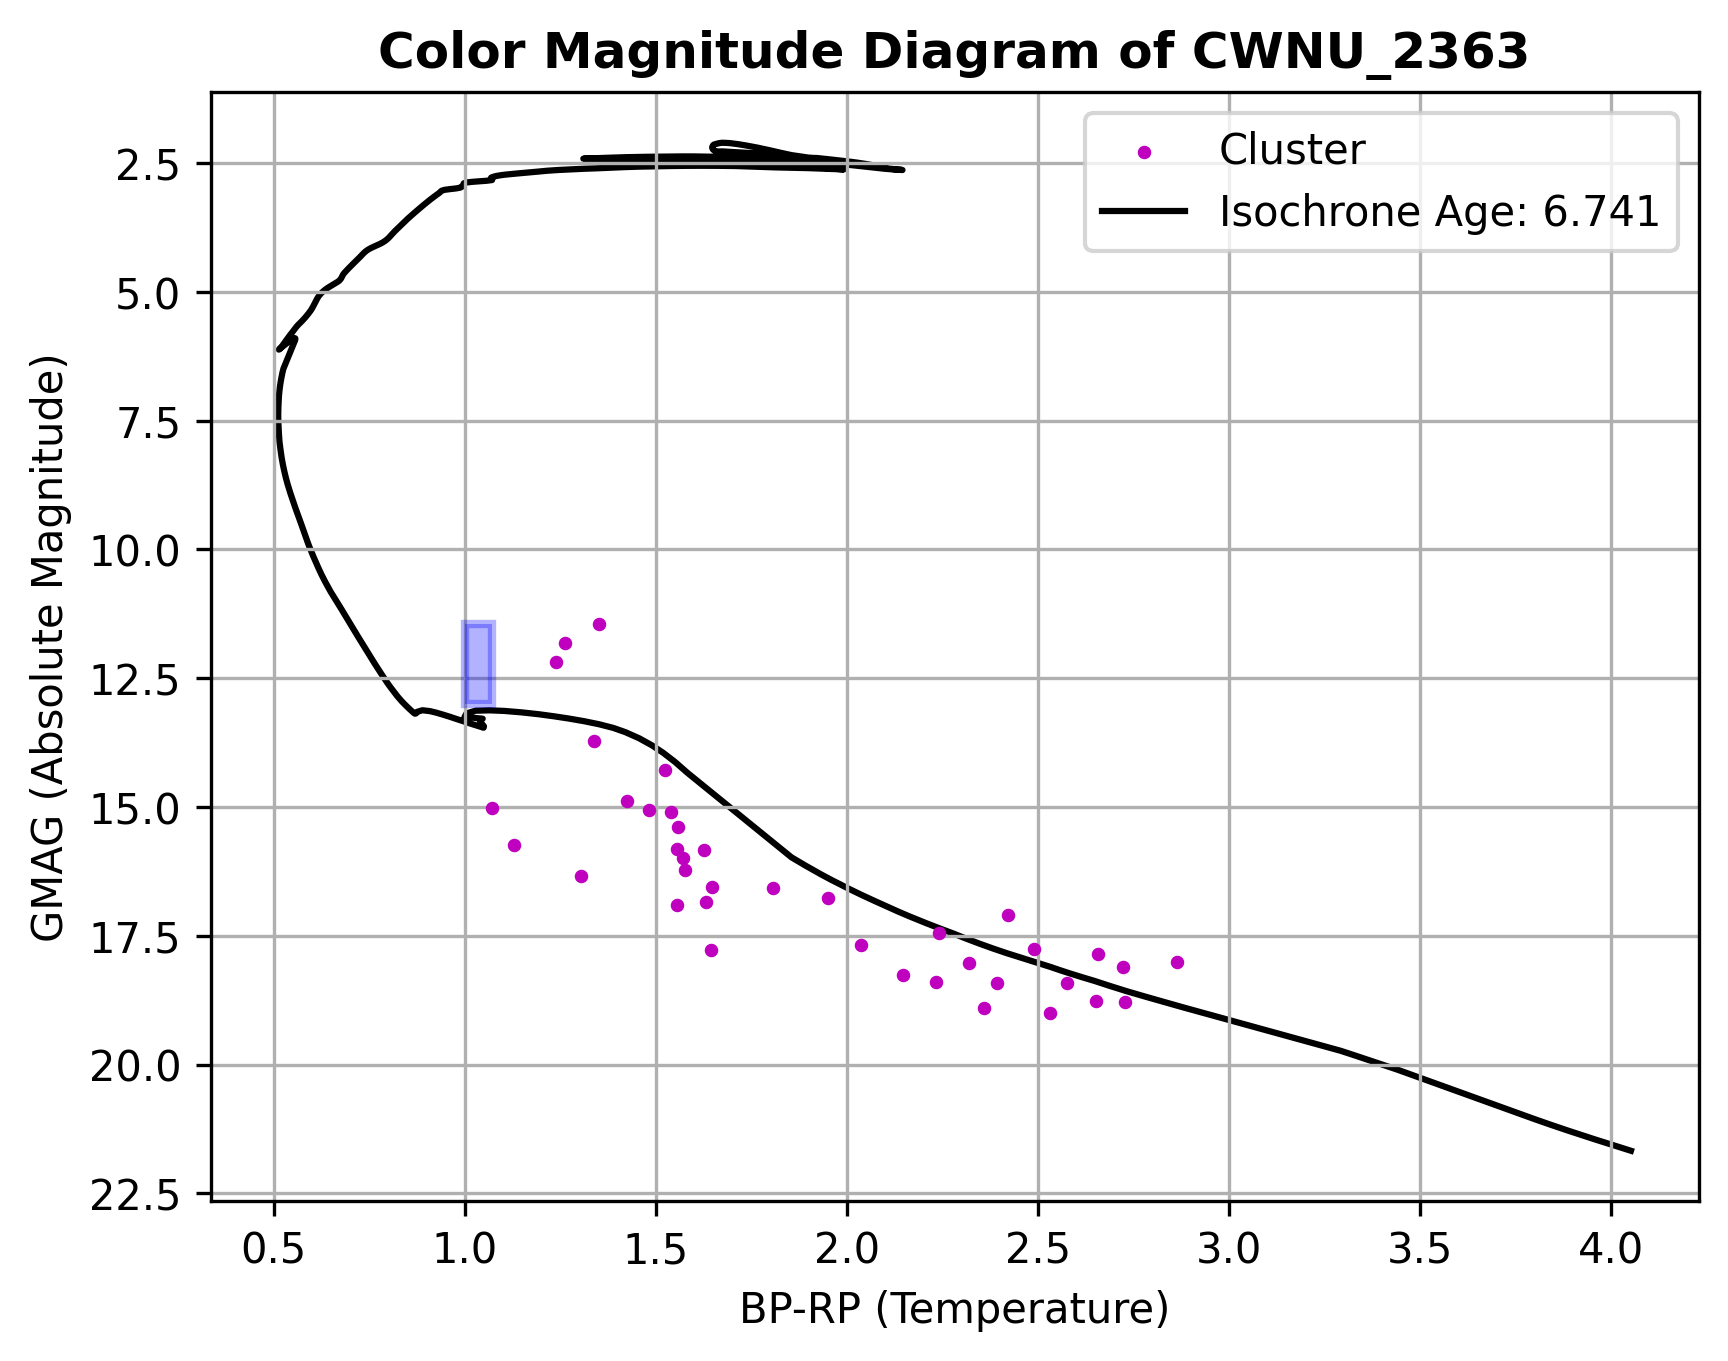 Color Magnitude Diagram of CWNU_2363
Cluster
Isochrone Age: 6.741
GMAG (Absolute Magnitude)
2.5
5.0
7.5
10.0
12.5
15.0
17.5
20.0
22.5
0.5 1.0 1.5 2.0 2.5 3.0 3.5 4.0
BP-RP (Temperature)